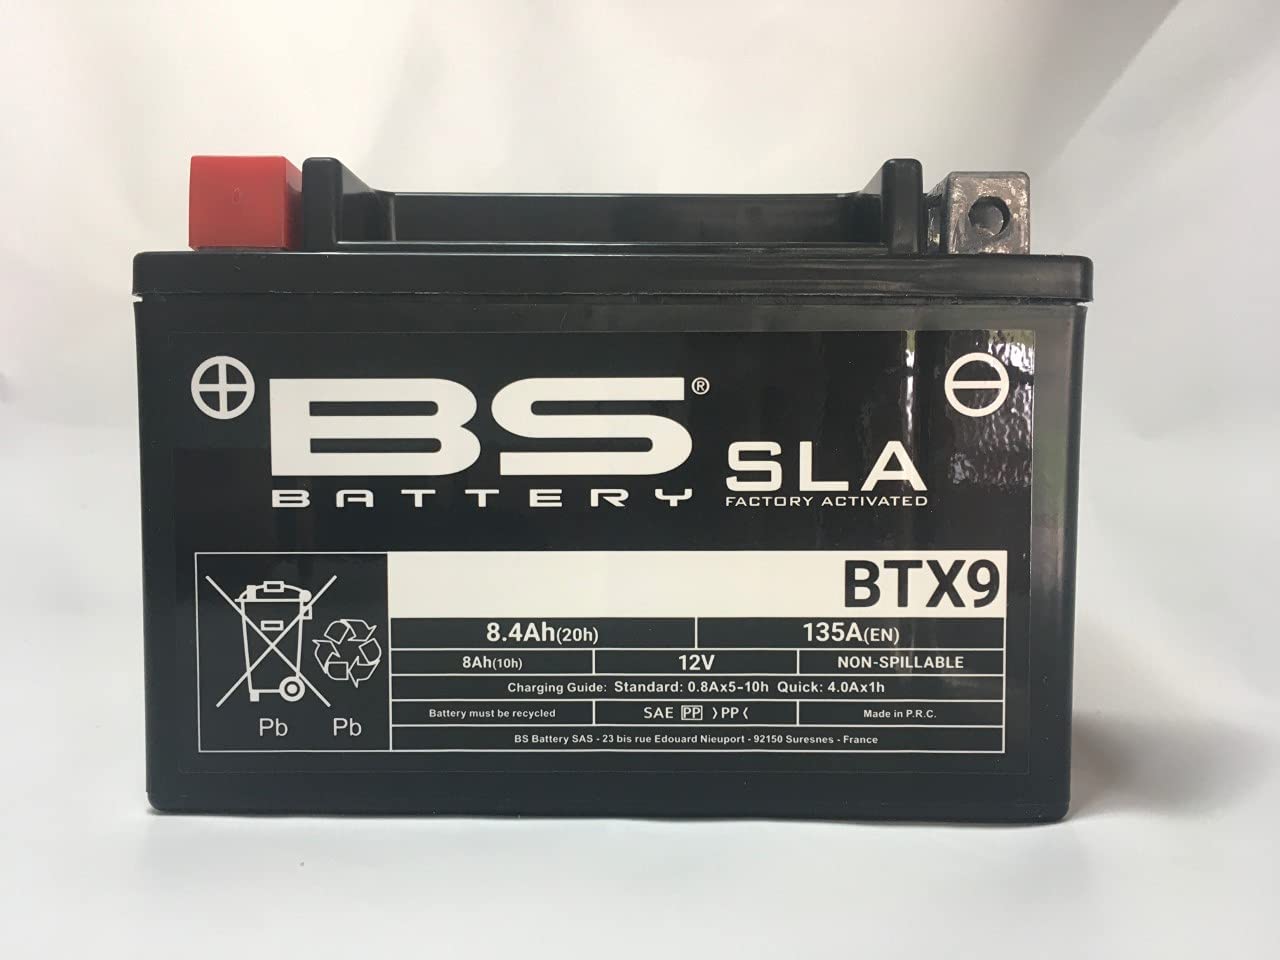 BS®
BATTERY
SLA
FACTORY ACTIVATED
BTX9
8.4Ah(20h) 135A(EN)
8Ah(10h) 12V NON-SPILLABLE
Charging Guide: Standard: 0.8Ax5-10h Quick: 4.0Ax1h
Battery must be recycled SAE PP >PP< Made in P.R.C.
BS Battery SAS - 23 bis rue Edouard Nieuport - 92150 Suresnes - France
Pb Pb